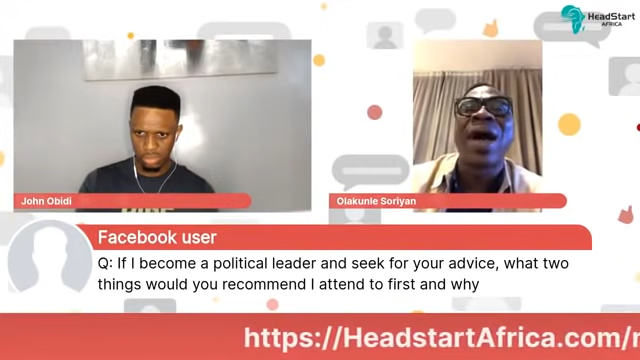 HeadStart
AFRICA
John Obidi
Olakunle Soriyan
Facebook user
Q: If I become a political leader and seek for your advice, what two
things would you recommend I attend to first and why
https://HeadstartAfrica.com/r